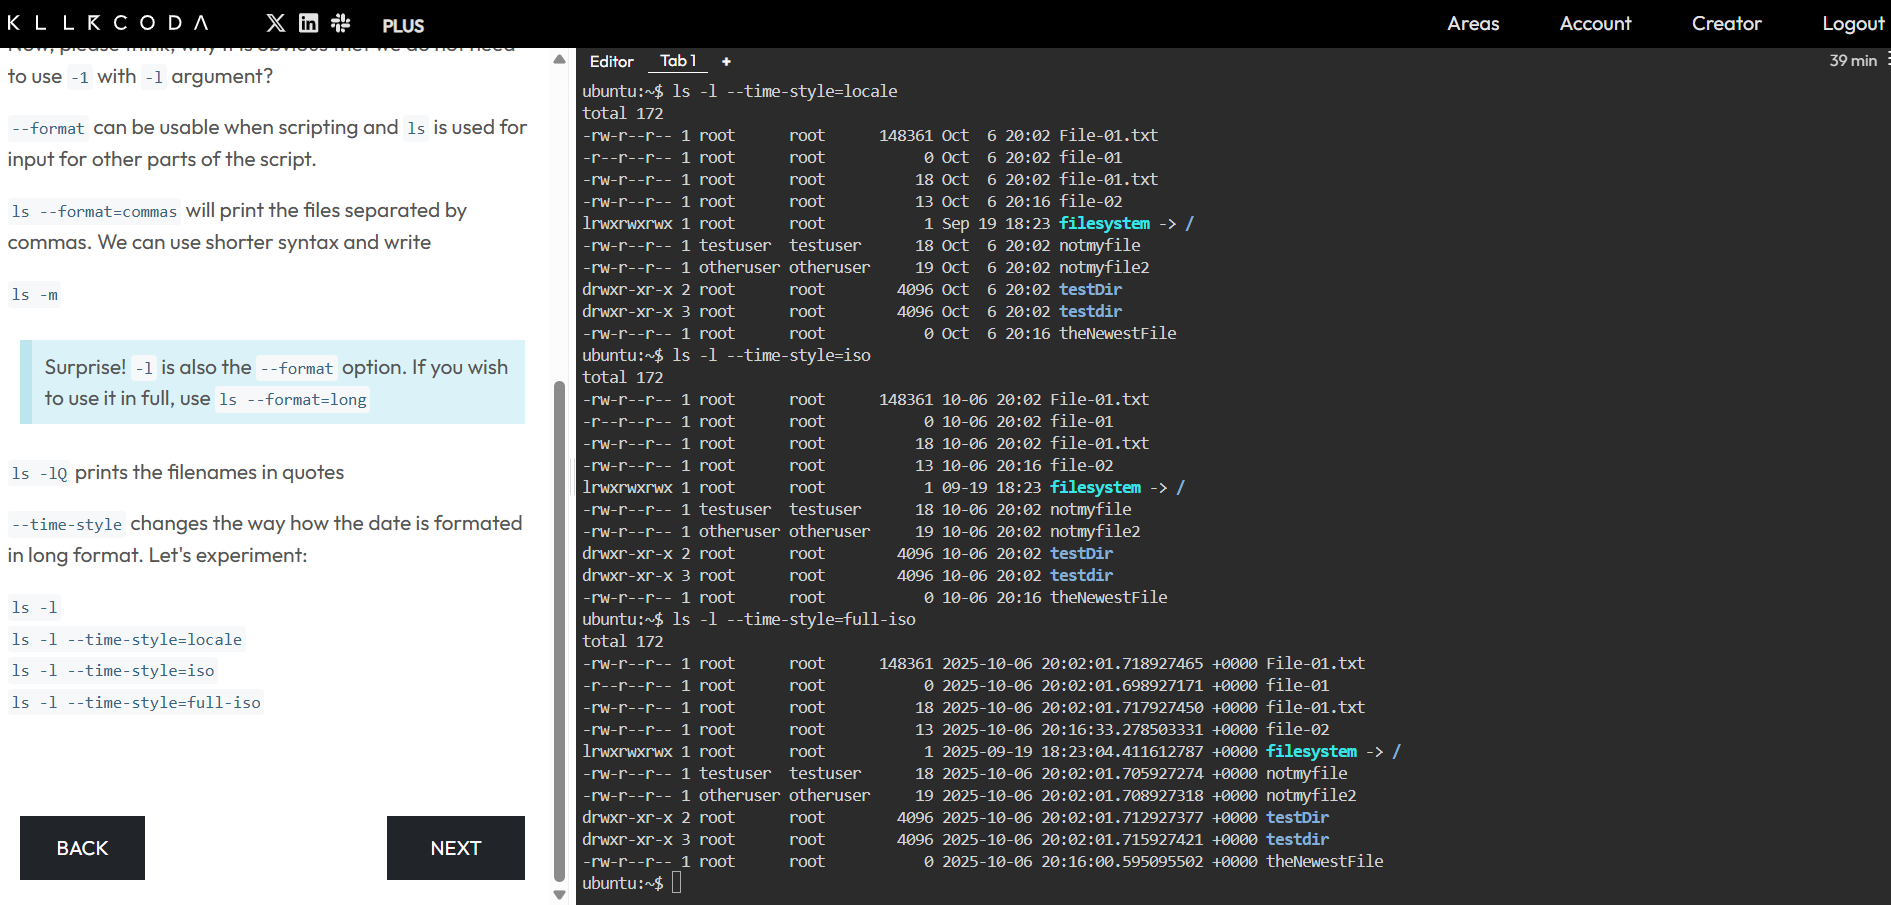 KLLRCODA PLUS Areas Account Creator Logout
Now, please think, why it is obvious that we do not need
to use -1 with -l argument?
--format can be usable when scripting and ls is used for
input for other parts of the script.
ls --format=commas will print the files separated by
commas. We can use shorter syntax and write
ls -m
Surprise! -l is also the --format option. If you wish
to use it in full, use ls --format=long
ls -lQ prints the filenames in quotes
--time-style changes the way how the date is formated
in long format. Let's experiment:
ls -l
ls -l --time-style=locale
ls -l --time-style=iso
ls -l --time-style=full-iso
BACK NEXT
Editor Tab 1 + 39 min
ubuntu:~$ ls -l --time-style=locale
total 172
-rw-r--r-- 1 root      root      148361 Oct  6 20:02 File-01.txt
-r--r--r-- 1 root      root           0 Oct  6 20:02 file-01
-rw-r--r-- 1 root      root          18 Oct  6 20:02 file-01.txt
-rw-r--r-- 1 root      root          13 Oct  6 20:16 file-02
lrwxrwxrwx 1 root      root           1 Sep 19 18:23 filesystem -> /
-rw-r--r-- 1 testuser  testuser      18 Oct  6 20:02 notmyfile
-rw-r--r-- 1 otheruser otheruser     19 Oct  6 20:02 notmyfile2
drwxr-xr-x 2 root      root        4096 Oct  6 20:02 testDir
drwxr-xr-x 3 root      root        4096 Oct  6 20:02 testdir
-rw-r--r-- 1 root      root           0 Oct  6 20:16 theNewestFile
ubuntu:~$ ls -l --time-style=iso
total 172
-rw-r--r-- 1 root      root      148361 10-06 20:02 File-01.txt
-r--r--r-- 1 root      root           0 10-06 20:02 file-01
-rw-r--r-- 1 root      root          18 10-06 20:02 file-01.txt
-rw-r--r-- 1 root      root          13 10-06 20:16 file-02
lrwxrwxrwx 1 root      root           1 09-19 18:23 filesystem -> /
-rw-r--r-- 1 testuser  testuser      18 10-06 20:02 notmyfile
-rw-r--r-- 1 otheruser otheruser     19 10-06 20:02 notmyfile2
drwxr-xr-x 2 root      root        4096 10-06 20:02 testDir
drwxr-xr-x 3 root      root        4096 10-06 20:02 testdir
-rw-r--r-- 1 root      root           0 10-06 20:16 theNewestFile
ubuntu:~$ ls -l --time-style=full-iso
total 172
-rw-r--r-- 1 root      root      148361 2025-10-06 20:02:01.718927465 +0000 File-01.txt
-r--r--r-- 1 root      root           0 2025-10-06 20:02:01.698927171 +0000 file-01
-rw-r--r-- 1 root      root          18 2025-10-06 20:02:01.717927450 +0000 file-01.txt
-rw-r--r-- 1 root      root          13 2025-10-06 20:16:33.278503331 +0000 file-02
lrwxrwxrwx 1 root      root           1 2025-09-19 18:23:04.411612787 +0000 filesystem -> /
-rw-r--r-- 1 testuser  testuser      18 2025-10-06 20:02:01.705927274 +0000 notmyfile
-rw-r--r-- 1 otheruser otheruser     19 2025-10-06 20:02:01.708927318 +0000 notmyfile2
drwxr-xr-x 2 root      root        4096 2025-10-06 20:02:01.712927377 +0000 testDir
drwxr-xr-x 3 root      root        4096 2025-10-06 20:02:01.715927421 +0000 testdir
-rw-r--r-- 1 root      root           0 2025-10-06 20:16:00.595095502 +0000 theNewestFile
ubuntu:~$